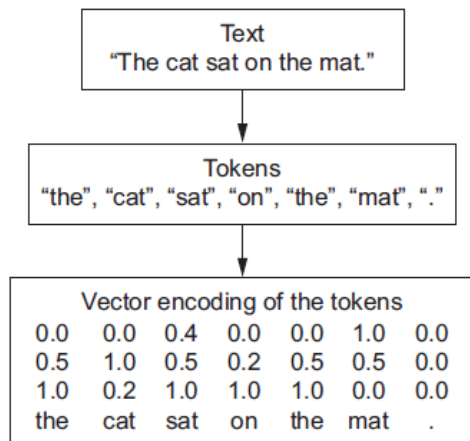 Text
“The cat sat on the mat.”
Tokens
“the”, “cat”, “sat”, “on”, “the”, “mat”, “.”
Vector encoding of the tokens
0.0 0.0 0.4 0.0 0.0 1.0 0.0
0.5 1.0 0.5 0.2 0.5 0.5 0.0
1.0 0.2 1.0 1.0 1.0 0.0 0.0
the cat sat on the mat .